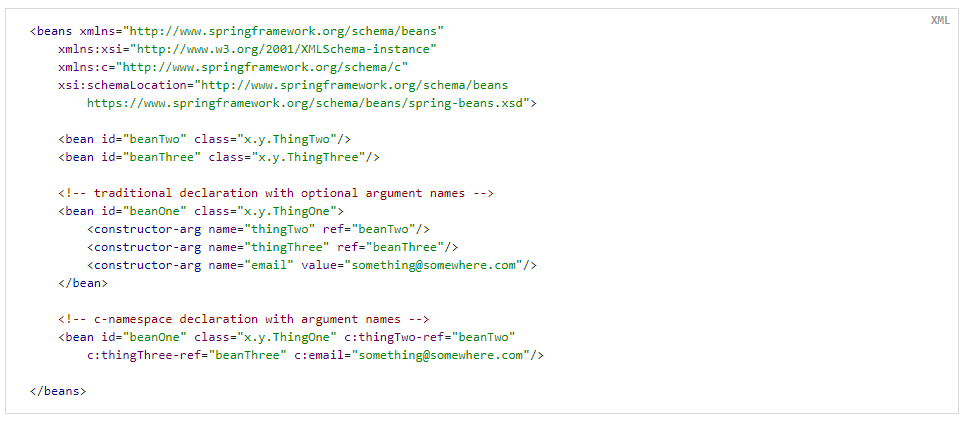 XML
<beans xmlns="http://www.springframework.org/schema/beans"
    xmlns:xsi="http://www.w3.org/2001/XMLSchema-instance"
    xmlns:c="http://www.springframework.org/schema/c"
    xsi:schemaLocation="http://www.springframework.org/schema/beans
        https://www.springframework.org/schema/beans/spring-beans.xsd">

    <bean id="beanTwo" class="x.y.ThingTwo"/>
    <bean id="beanThree" class="x.y.ThingThree"/>

    <!-- traditional declaration with optional argument names -->
    <bean id="beanOne" class="x.y.ThingOne">
        <constructor-arg name="thingTwo" ref="beanTwo"/>
        <constructor-arg name="thingThree" ref="beanThree"/>
        <constructor-arg name="email" value="something@somewhere.com"/>
    </bean>

    <!-- c-namespace declaration with argument names -->
    <bean id="beanOne" class="x.y.ThingOne" c:thingTwo-ref="beanTwo"
        c:thingThree-ref="beanThree" c:email="something@somewhere.com"/>

</beans>